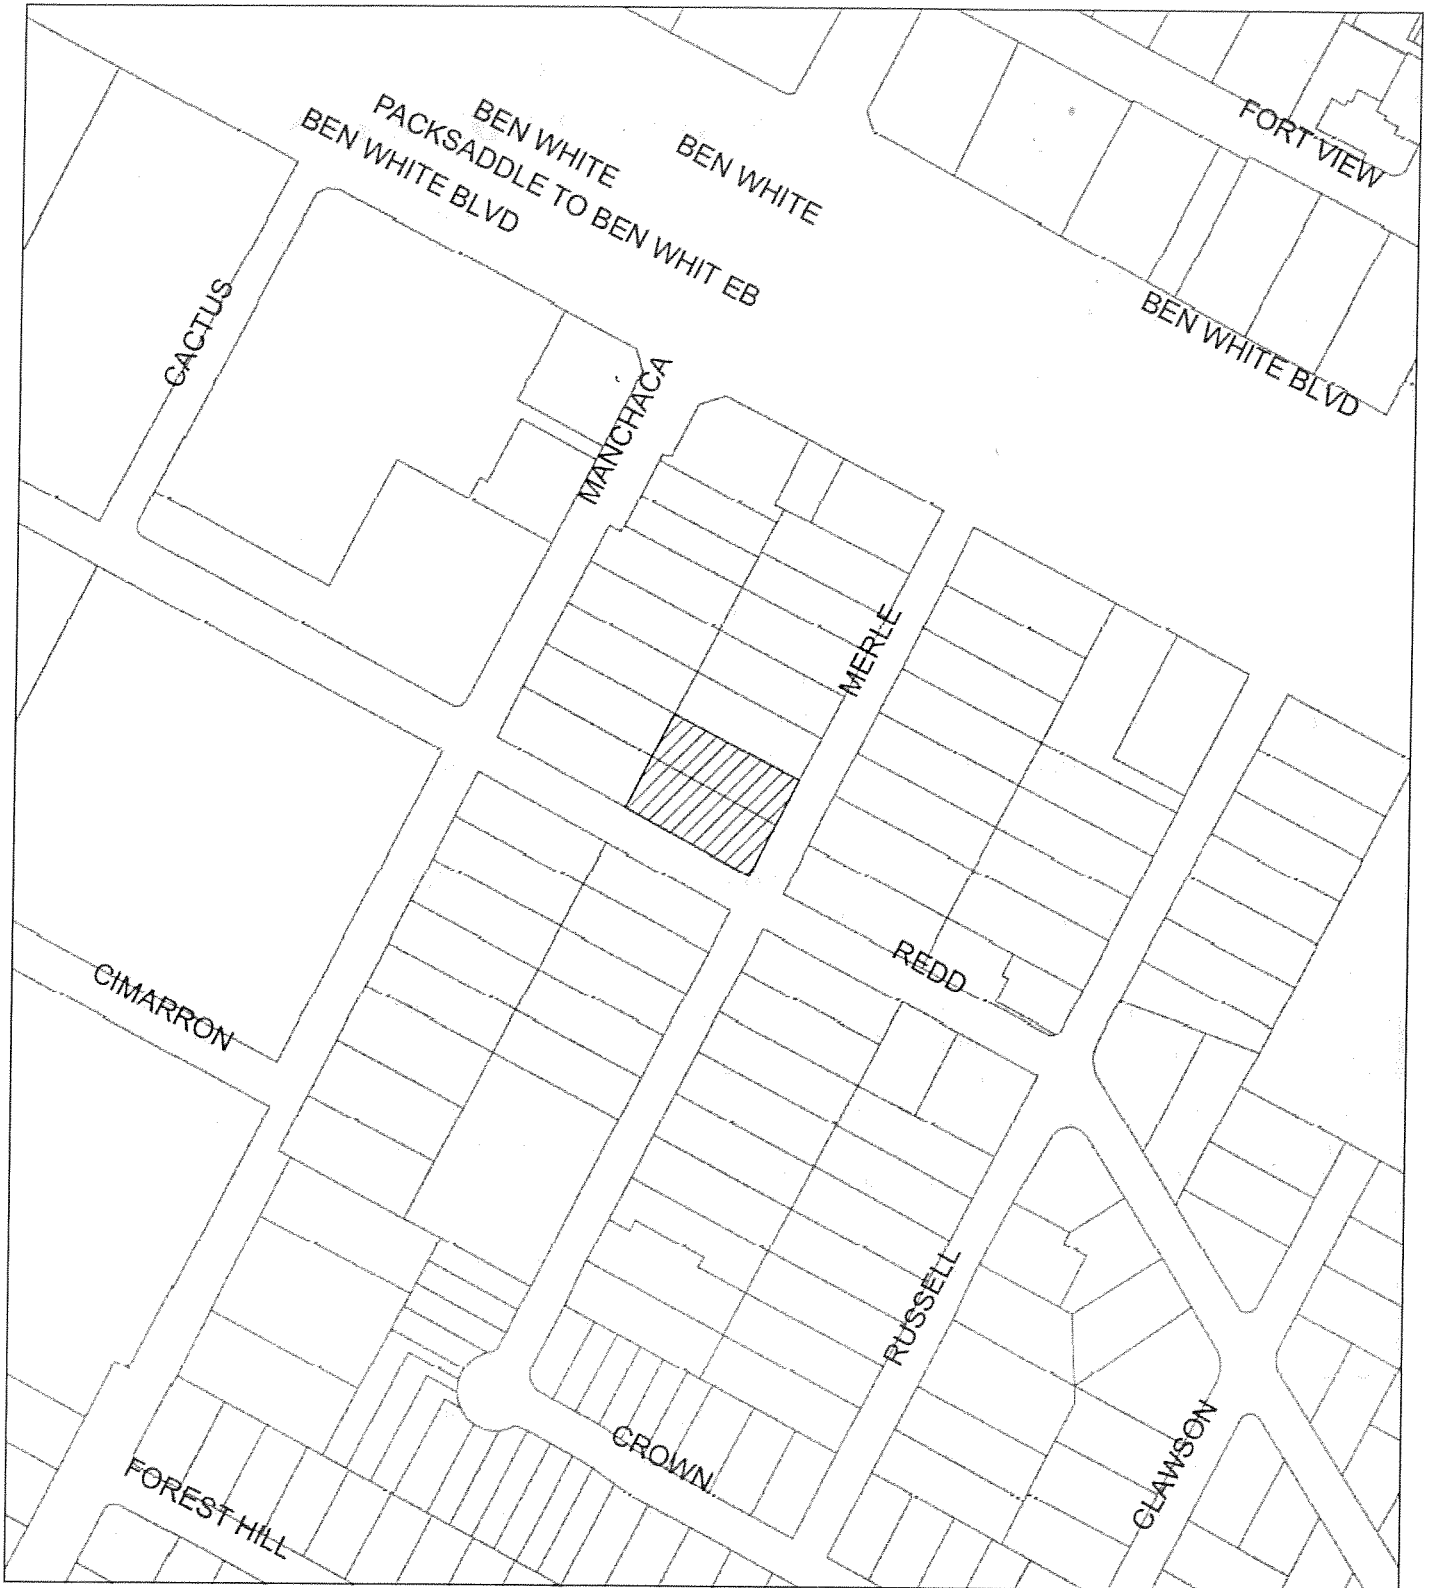 BEN WHITE
PACKSADDLE TO BEN WHIT EB
BEN WHITE BLVD
BEN WHITE
FORT VIEW
BEN WHITE BLVD
CACTUS
MANCHACA
MERLE
REDD
CIMARRON
RUSSELL
CROWN
CLAWSON
FOREST HILL